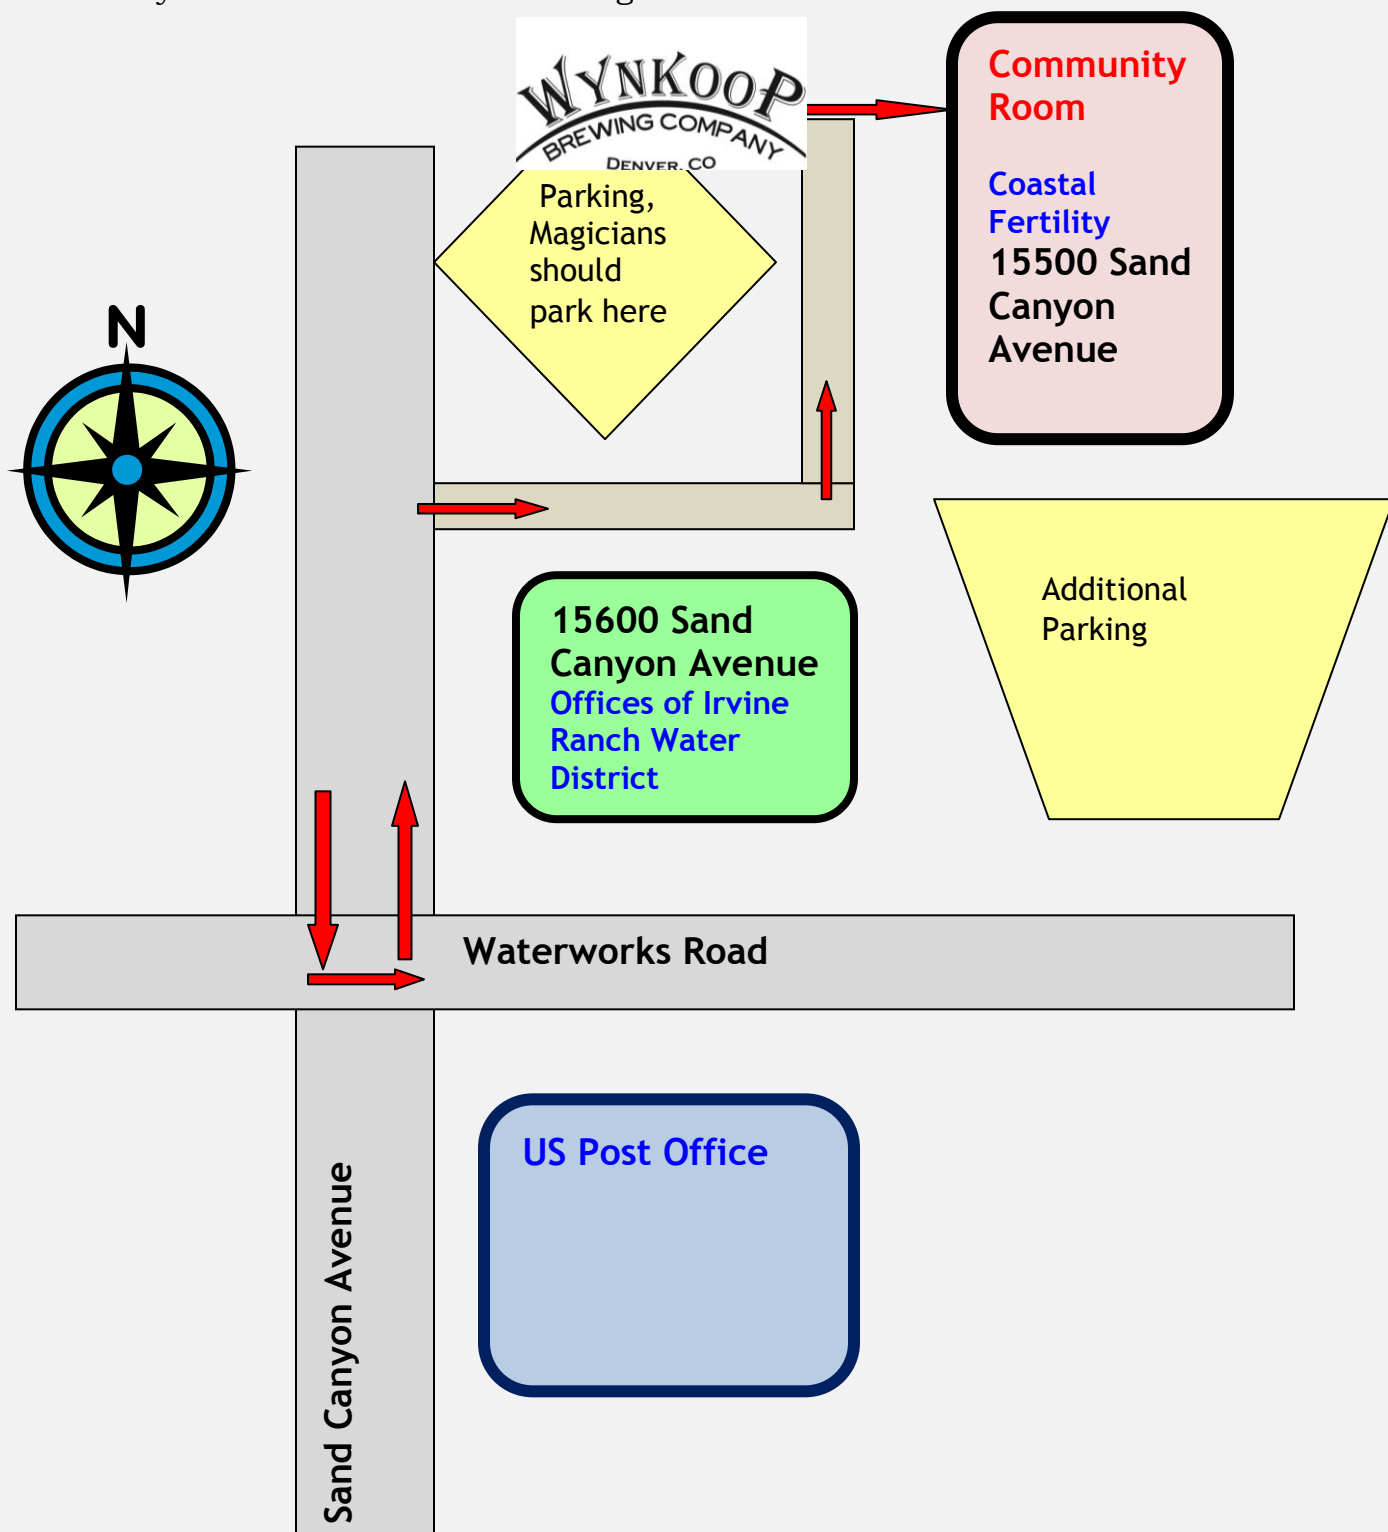 WYNKOOP
BREWING COMPANY
DENVER, CO
Community
Room
Coastal
Fertility
15500 Sand
Canyon
Avenue
Parking,
Magicians
should
park here
N
15600 Sand
Canyon Avenue
Offices of Irvine
Ranch Water
District
Additional
Parking
Waterworks Road
US Post Office
Sand Canyon Avenue